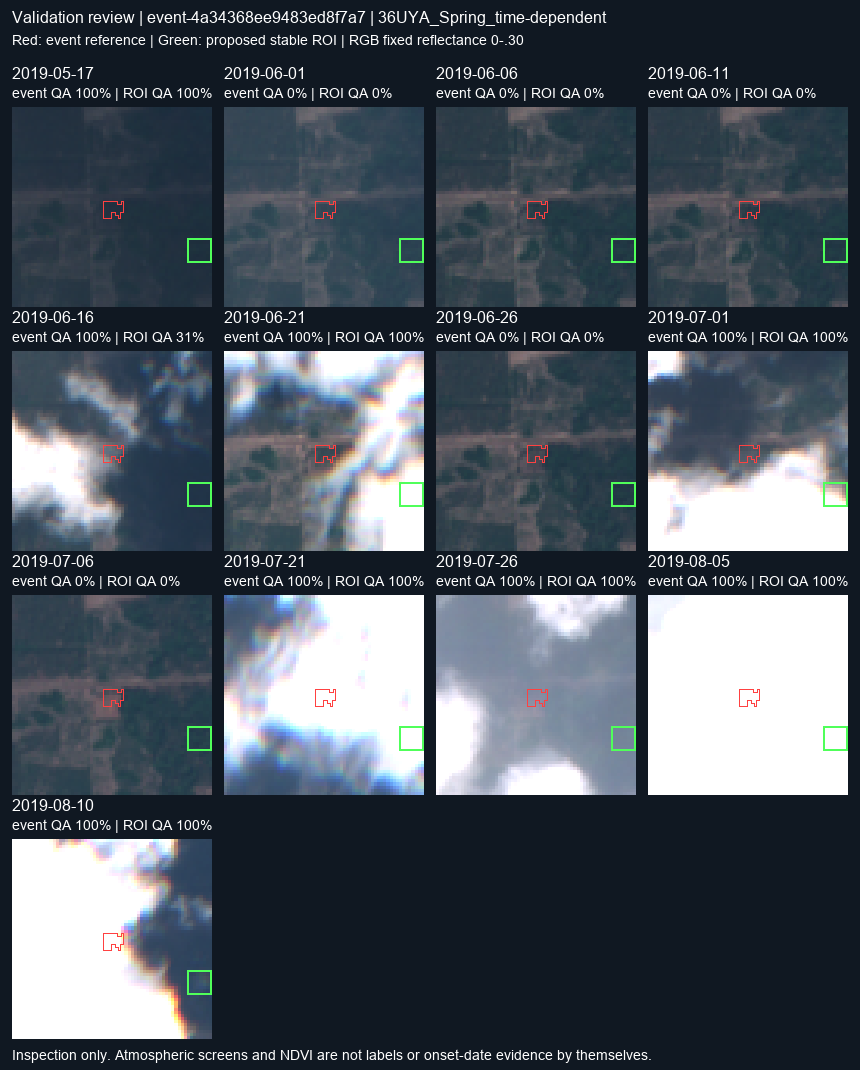 Validation review | event-4a34368ee9483ed8f7a7 | 36UYA_Spring_time-dependent
Red: event reference | Green: proposed stable ROI | RGB fixed reflectance 0-.30
2019-05-17
event QA 100% | ROI QA 100%
2019-06-01
event QA 0% | ROI QA 0%
2019-06-06
event QA 0% | ROI QA 0%
2019-06-11
event QA 0% | ROI QA 0%
2019-06-16
event QA 100% | ROI QA 31%
2019-06-21
event QA 100% | ROI QA 100%
2019-06-26
event QA 0% | ROI QA 0%
2019-07-01
event QA 100% | ROI QA 100%
2019-07-06
event QA 0% | ROI QA 0%
2019-07-21
event QA 100% | ROI QA 100%
2019-07-26
event QA 100% | ROI QA 100%
2019-08-05
event QA 100% | ROI QA 100%
2019-08-10
event QA 100% | ROI QA 100%
Inspection only. Atmospheric screens and NDVI are not labels or onset-date evidence by themselves.